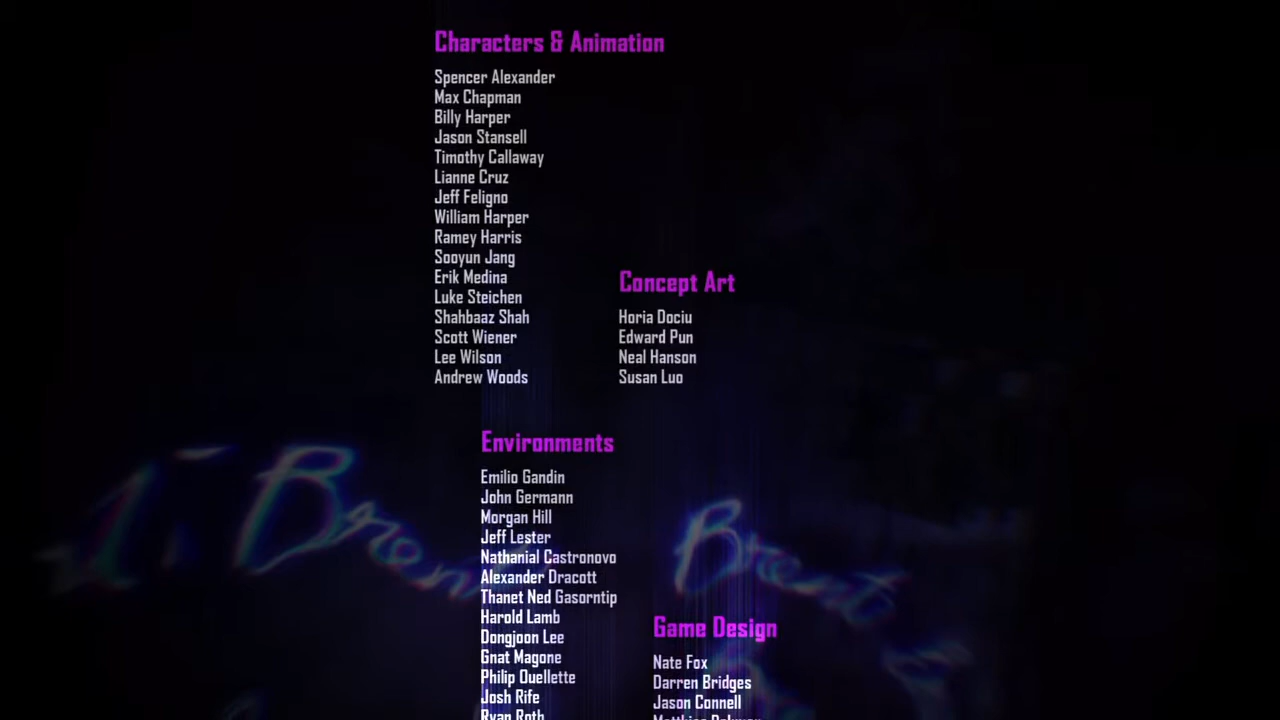 Characters & Animation
Spencer Alexander
Max Chapman
Billy Harper
Jason Stansell
Timothy Callaway
Lianne Cruz
Jeff Feligno
William Harper
Ramey Harris
Sooyun Jang
Erik Medina
Luke Steichen
Shahbaaz Shah
Scott Wiener
Lee Wilson
Andrew Woods
Concept Art
Horia Dociu
Edward Pun
Neal Hanson
Susan Luo
Environments
Emilio Gandin
John Germann
Morgan Hill
Jeff Lester
Nathanial Castronovo
Alexander Dracott
Thanet Ned Gasorntip
Harold Lamb
Dongjoon Lee
Gnat Magone
Philip Ouellette
Josh Rife
Ryan Roth
Game Design
Nate Fox
Darren Bridges
Jason Connell
Brent
Brent